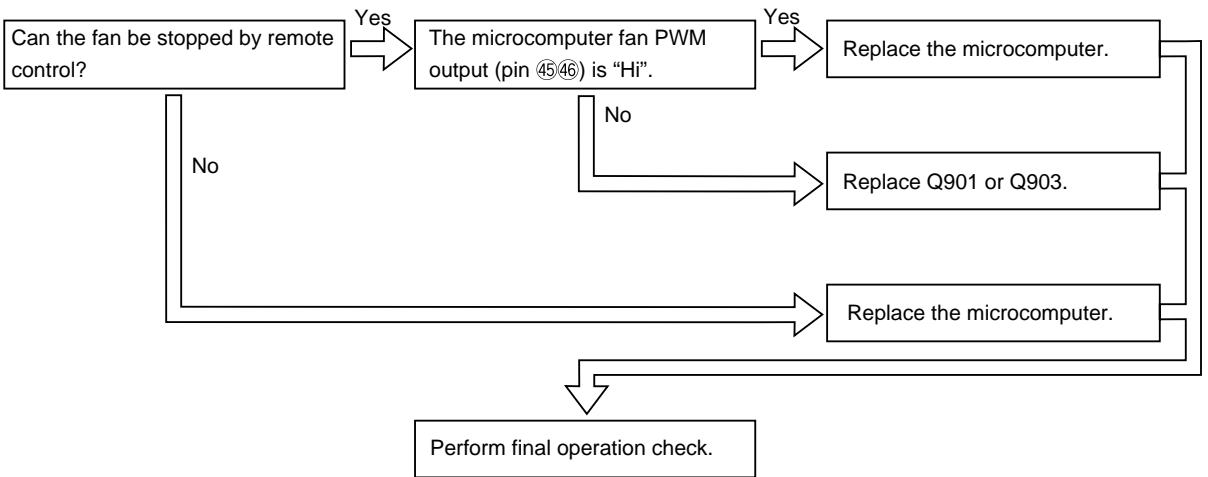 Can the fan be stopped by remote
control?
Yes
The microcomputer fan PWM
output (pin ㊺㊻) is “Hi”.
Yes
Replace the microcomputer.
No
Replace Q901 or Q903.
No
Replace the microcomputer.
Perform final operation check.